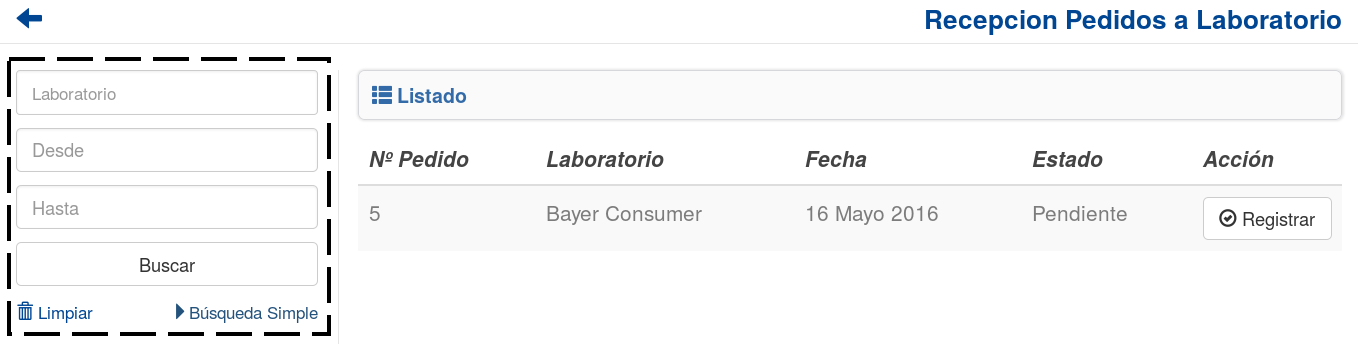 Recepcion Pedidos a Laboratorio
Laboratorio
Desde
Hasta
Buscar
Limpiar
Búsqueda Simple
Listado
Nº Pedido Laboratorio Fecha Estado Acción
5 Bayer Consumer 16 Mayo 2016 Pendiente Registrar